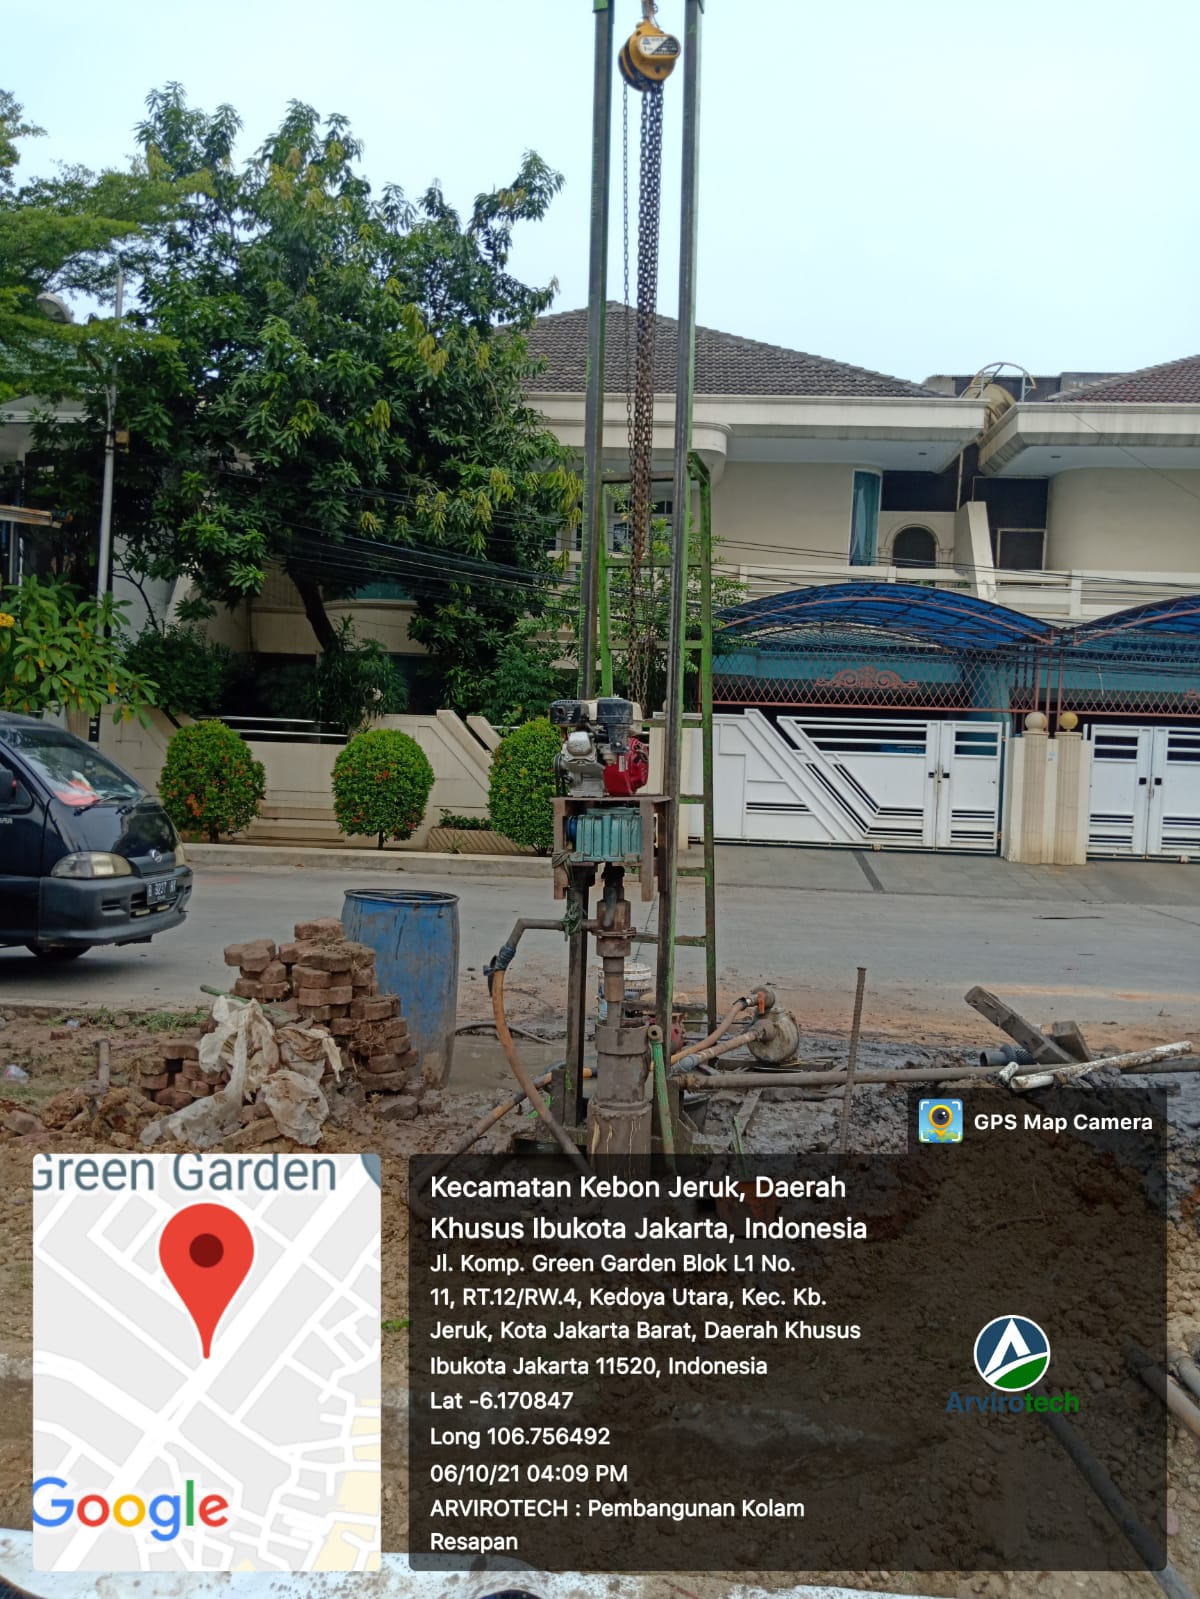 B 9237 
GPS Map Camera
Green Garden
Google
Kecamatan Kebon Jeruk, Daerah
Khusus Ibukota Jakarta, Indonesia
Jl. Komp. Green Garden Blok L1 No.
11, RT.12/RW.4, Kedoya Utara, Kec. Kb.
Jeruk, Kota Jakarta Barat, Daerah Khusus
Ibukota Jakarta 11520, Indonesia
Lat -6.170847
Long 106.756492
06/10/21 04:09 PM
ARVIROTECH : Pembangunan Kolam
Resapan
Arvirotech